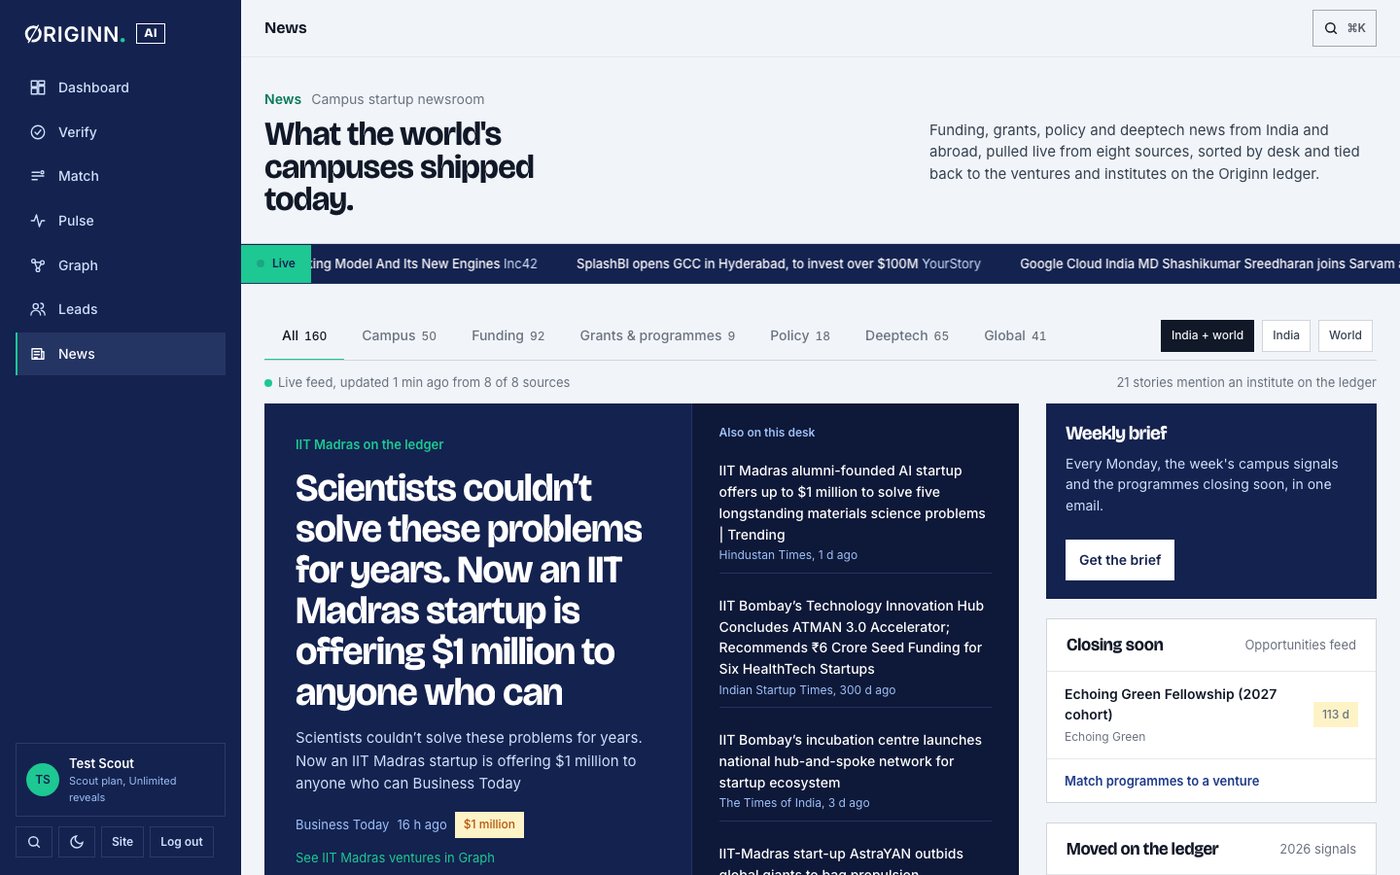 ØRIGINN. AI
Dashboard
Verify
Match
Pulse
Graph
Leads
News
Test Scout
TS
Scout plan, Unlimited
reveals
Site
Log out
News
⌘K
News Campus startup newsroom
What the world's
campuses shipped
today.
Funding, grants, policy and deeptech news from India and
abroad, pulled live from eight sources, sorted by desk and tied
back to the ventures and institutes on the Originn ledger.
Live
Model And Its New Engines Inc42
SplashBI opens GCC in Hyderabad, to invest over $100M YourStory
Google Cloud India MD Shashikumar Sreedharan joins Sarvam
All 160
Campus 50
Funding 92
Grants & programmes 9
Policy 18
Deeptech 65
Global 41
India + world
India
World
Live feed, updated 1 min ago from 8 of 8 sources
21 stories mention an institute on the ledger
IIT Madras on the ledger
Scientists couldn’t
solve these problems
for years. Now an IIT
Madras startup is
offering $1 million to
anyone who can
Scientists couldn’t solve these problems for years.
Now an IIT Madras startup is offering $1 million to
anyone who can Business Today
Business Today 16 h ago $1 million
See IIT Madras ventures in Graph
Also on this desk
IIT Madras alumni-founded AI startup
offers up to $1 million to solve five
longstanding materials science problems
| Trending
Hindustan Times, 1 d ago
IIT Bombay’s Technology Innovation Hub
Concludes ATMAN 3.0 Accelerator;
Recommends ₹6 Crore Seed Funding for
Six HealthTech Startups
Indian Startup Times, 300 d ago
IIT Bombay’s incubation centre launches
national hub-and-spoke network for
startup ecosystem
The Times of India, 3 d ago
IIT-Madras start-up AstraYAN outbids
global giants to bag propulsion
Weekly brief
Every Monday, the week's campus signals
and the programmes closing soon, in one
email.
Get the brief
Closing soon
Opportunities feed
Echoing Green Fellowship (2027
cohort)
113 d
Echoing Green
Match programmes to a venture
Moved on the ledger
2026 signals